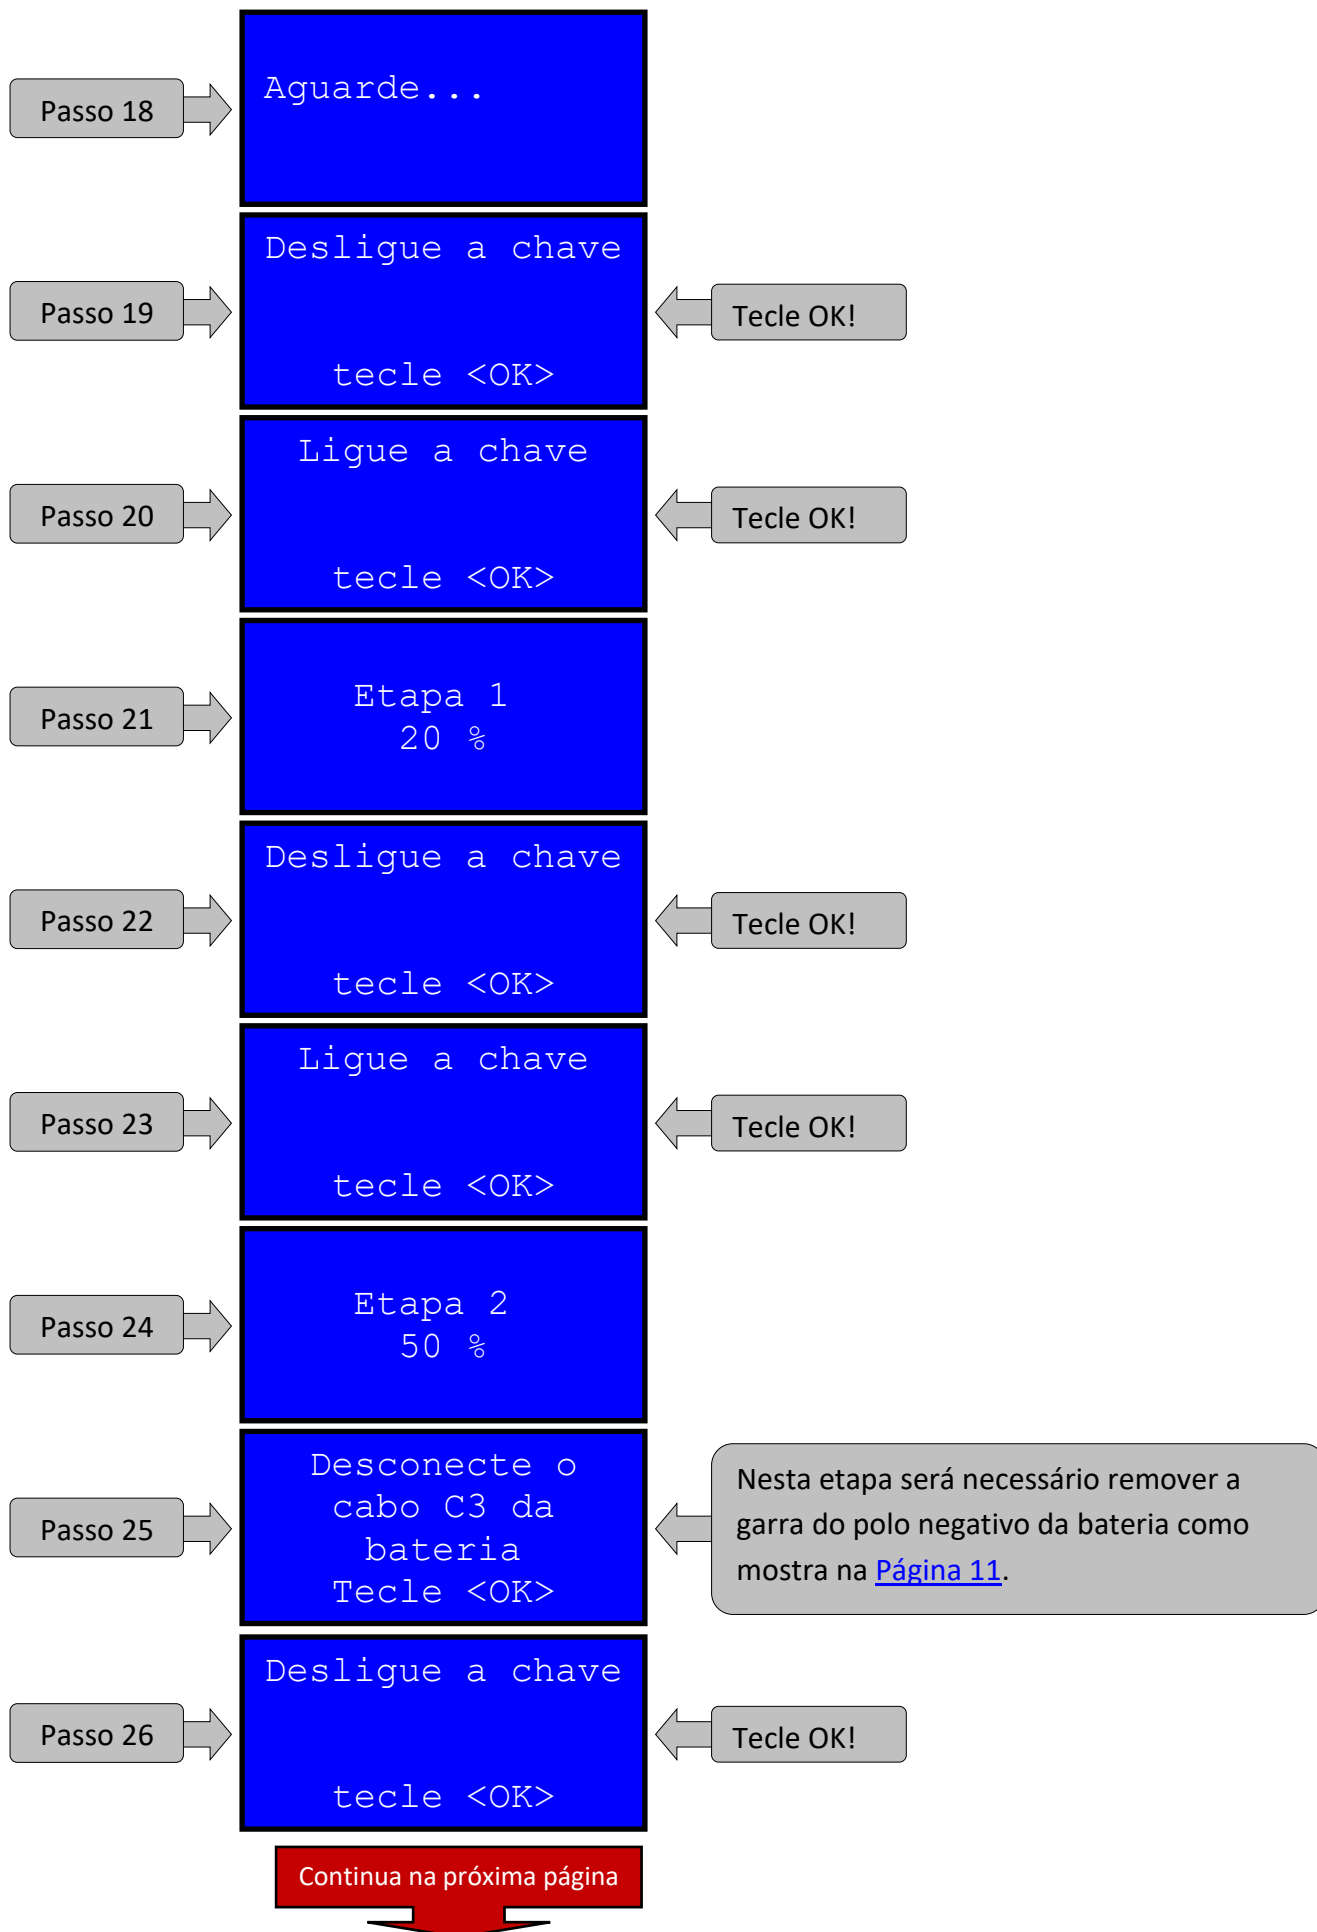 Passo 18
Aguarde...
Passo 19
Desligue a chave
tecle <OK>
Tecle OK!
Passo 20
Ligue a chave
tecle <OK>
Tecle OK!
Passo 21
Etapa 1
20 %
Passo 22
Desligue a chave
tecle <OK>
Tecle OK!
Passo 23
Ligue a chave
tecle <OK>
Tecle OK!
Passo 24
Etapa 2
50 %
Passo 25
Desconecte o
cabo C3 da
bateria
Tecle <OK>
Nesta etapa será necessário remover a
garra do polo negativo da bateria como
mostra na Página 11.
Passo 26
Desligue a chave
tecle <OK>
Tecle OK!
Continua na próxima página